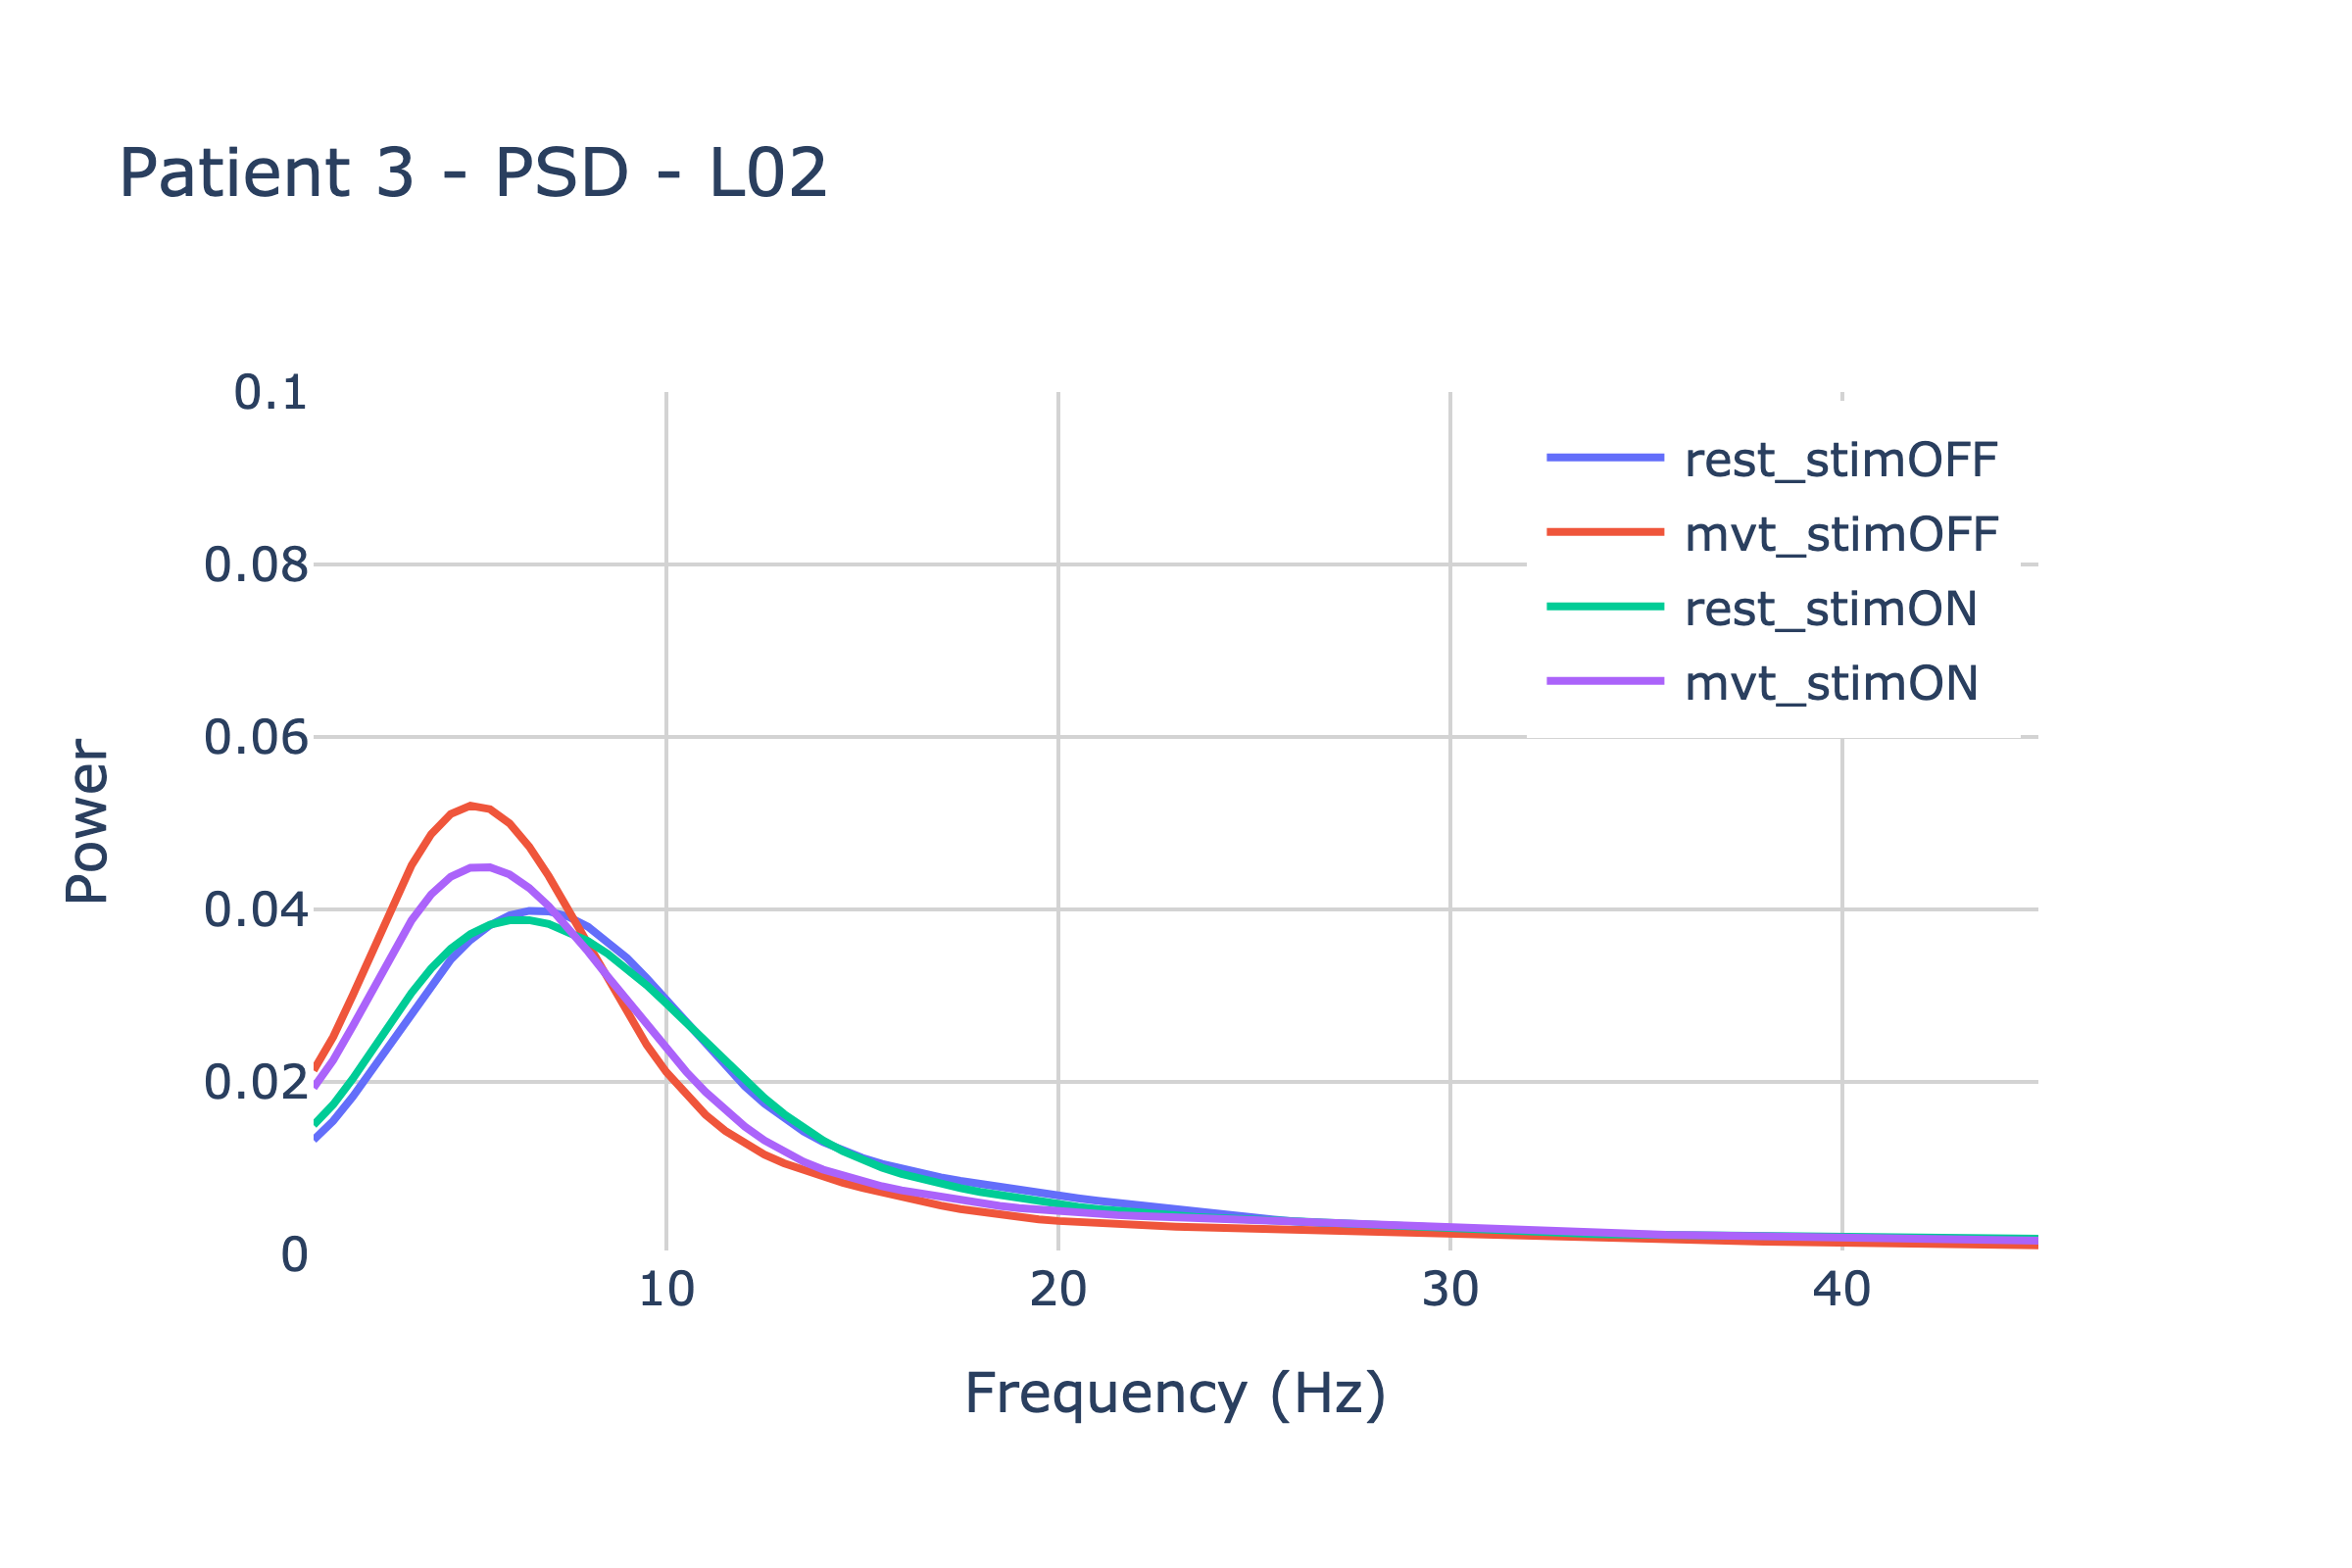 Patient 3 - PSD - L02
0.1
0.08
0.06
0.04
0.02
0
Power
10 20 30 40
Frequency (Hz)
rest_stimOFF
mvt_stimOFF
rest_stimON
mvt_stimON